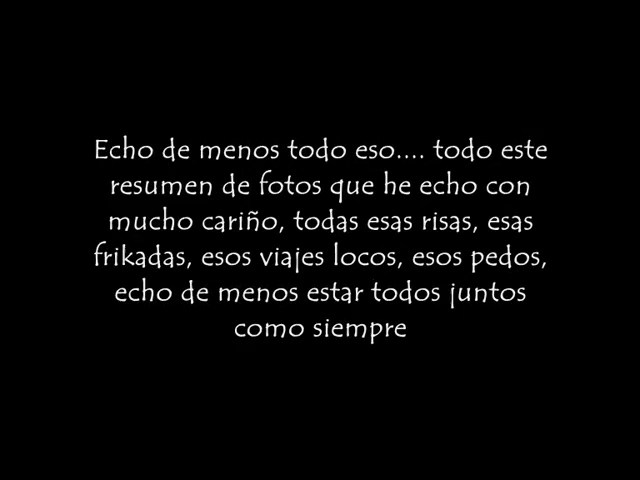 Echo de menos todo eso.... todo este
resumen de fotos que he echo con
mucho cariño, todas esas risas, esas
frikadas, esos viajes locos, esos pedos,
echo de menos estar todos juntos
como siempre